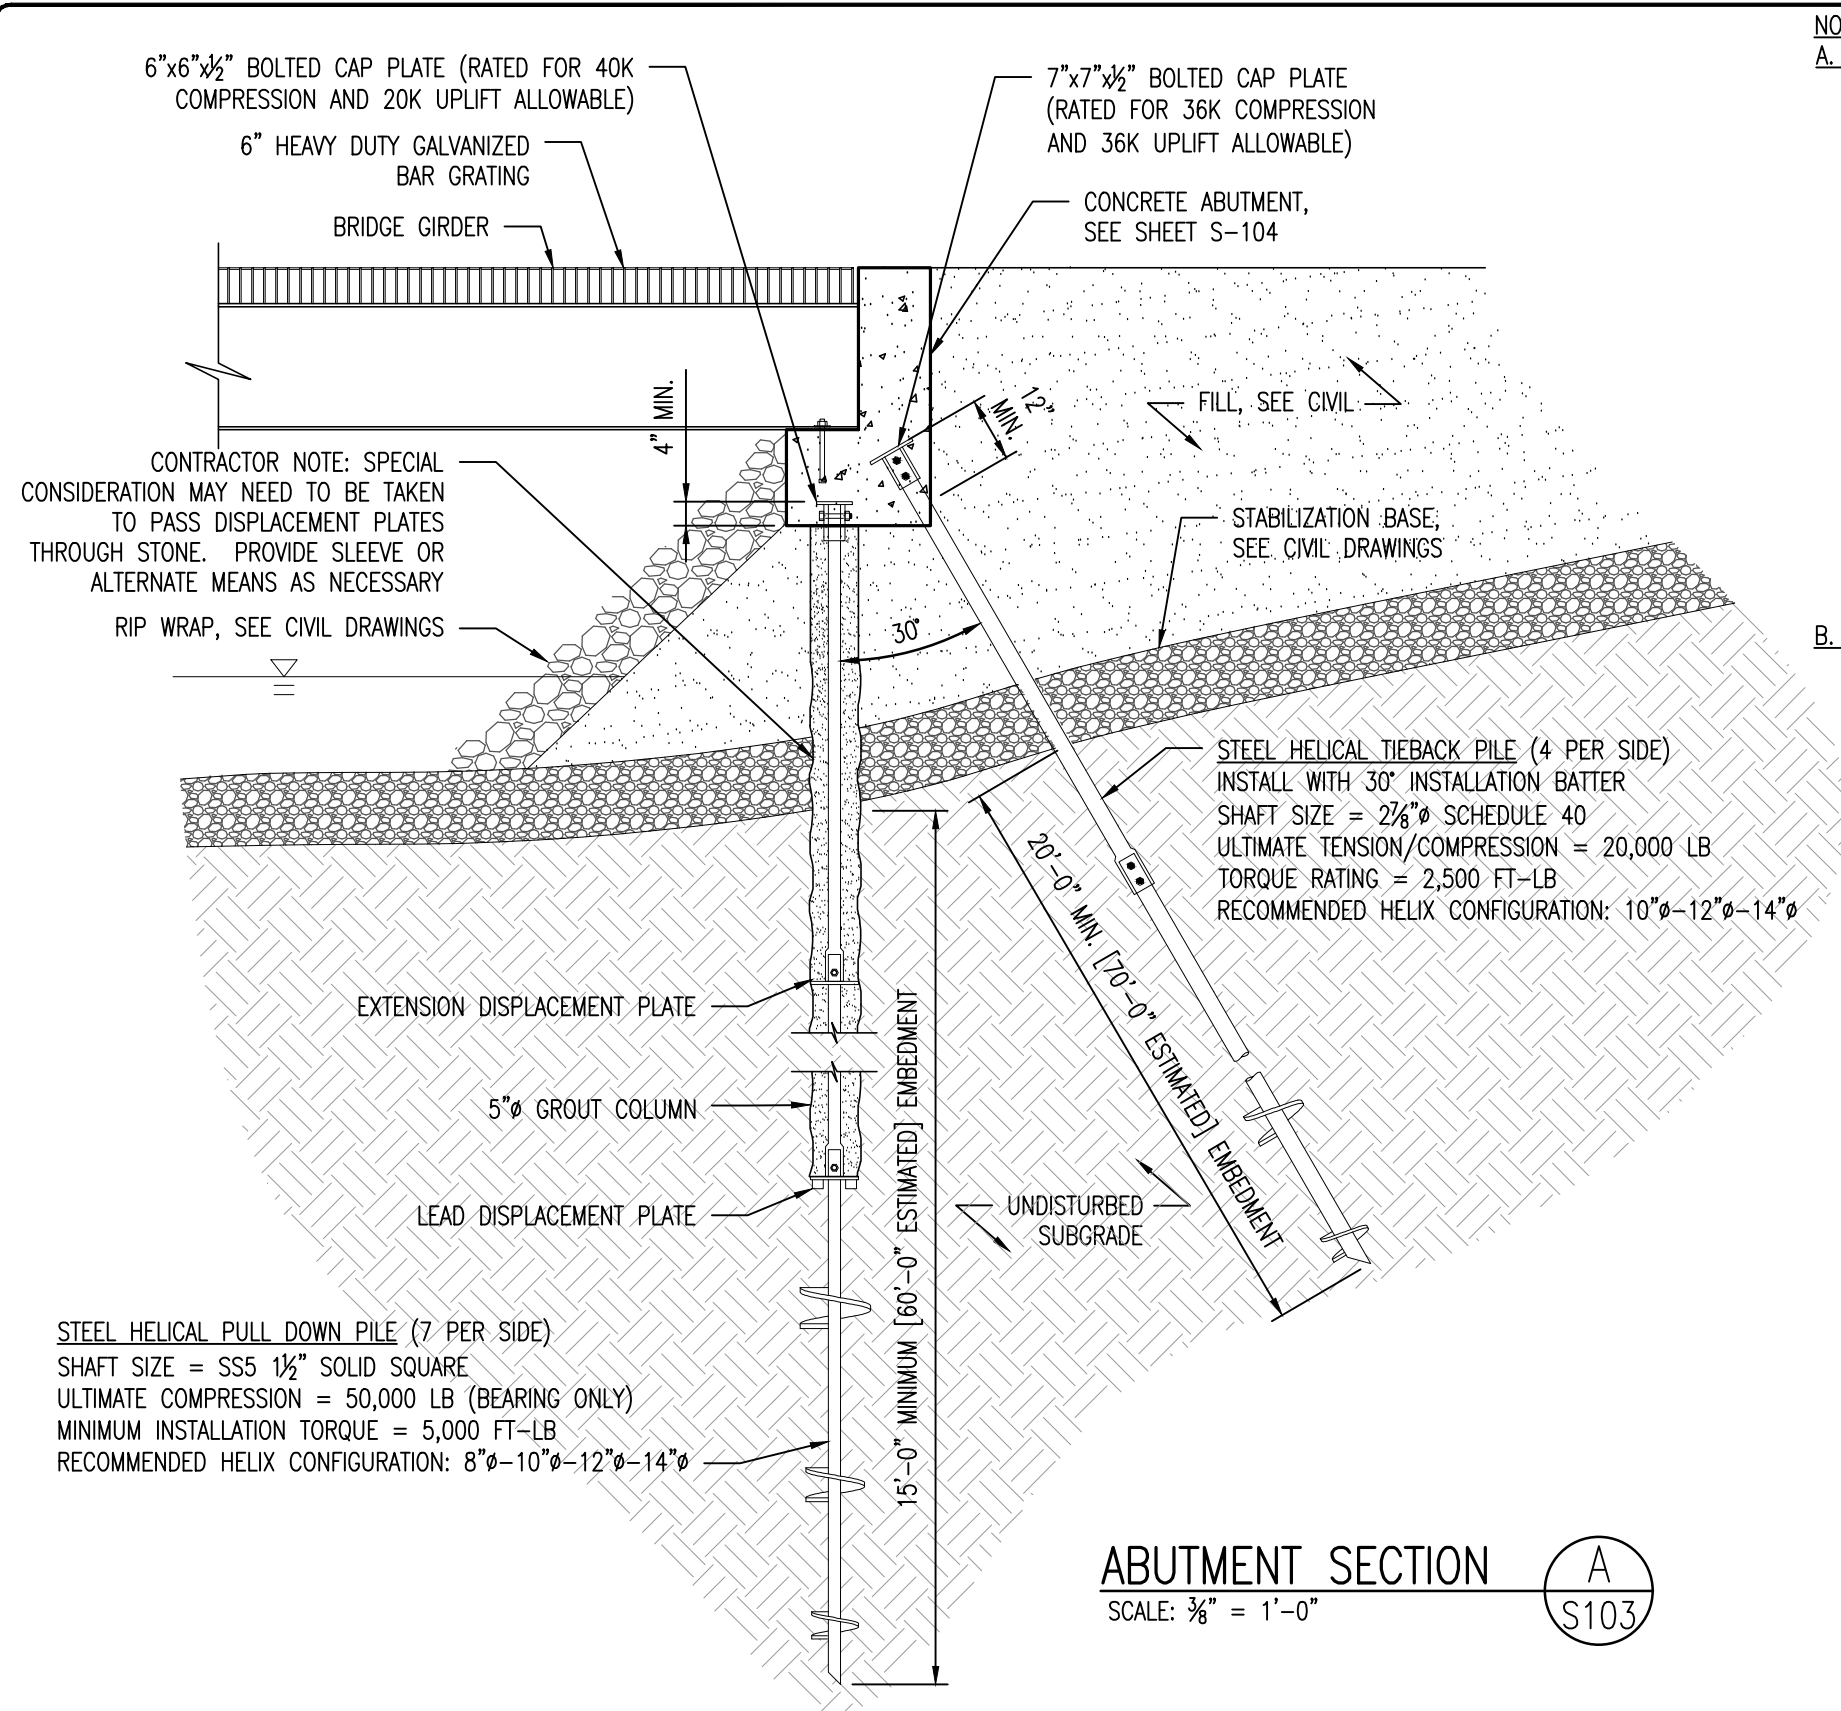 6"x6"x½" BOLTED CAP PLATE (RATED FOR 40K
COMPRESSION AND 20K UPLIFT ALLOWABLE)
6" HEAVY DUTY GALVANIZED
BAR GRATING
BRIDGE GIRDER
7"x7"x½" BOLTED CAP PLATE
(RATED FOR 36K COMPRESSION
AND 36K UPLIFT ALLOWABLE)
CONCRETE ABUTMENT,
SEE SHEET S-104
NO
A.
B.
4" MIN.
12"
MIN.
FILL, SEE CIVIL
CONTRACTOR NOTE: SPECIAL
CONSIDERATION MAY NEED TO BE TAKEN
TO PASS DISPLACEMENT PLATES
THROUGH STONE. PROVIDE SLEEVE OR
ALTERNATE MEANS AS NECESSARY
RIP WRAP, SEE CIVIL DRAWINGS
STABILIZATION BASE,
SEE CIVIL DRAWINGS
30°
STEEL HELICAL TIEBACK PILE (4 PER SIDE)
INSTALL WITH 30° INSTALLATION BATTER
SHAFT SIZE = 2⅞"ø SCHEDULE 40
ULTIMATE TENSION/COMPRESSION = 20,000 LB
TORQUE RATING = 2,500 FT-LB
RECOMMENDED HELIX CONFIGURATION: 10"ø-12"ø-14"ø
20'-0" MIN. [70'-0" ESTIMATED] EMBEDMENT
EXTENSION DISPLACEMENT PLATE
5"ø GROUT COLUMN
LEAD DISPLACEMENT PLATE
15'-0" MINIMUM [60'-0" ESTIMATED] EMBEDMENT
UNDISTURBED
SUBGRADE
STEEL HELICAL PULL DOWN PILE (7 PER SIDE)
SHAFT SIZE = SS5 1½" SOLID SQUARE
ULTIMATE COMPRESSION = 50,000 LB (BEARING ONLY)
MINIMUM INSTALLATION TORQUE = 5,000 FT-LB
RECOMMENDED HELIX CONFIGURATION: 8"ø-10"ø-12"ø-14"ø
ABUTMENT SECTION
SCALE: ⅜" = 1'-0"
A
S103